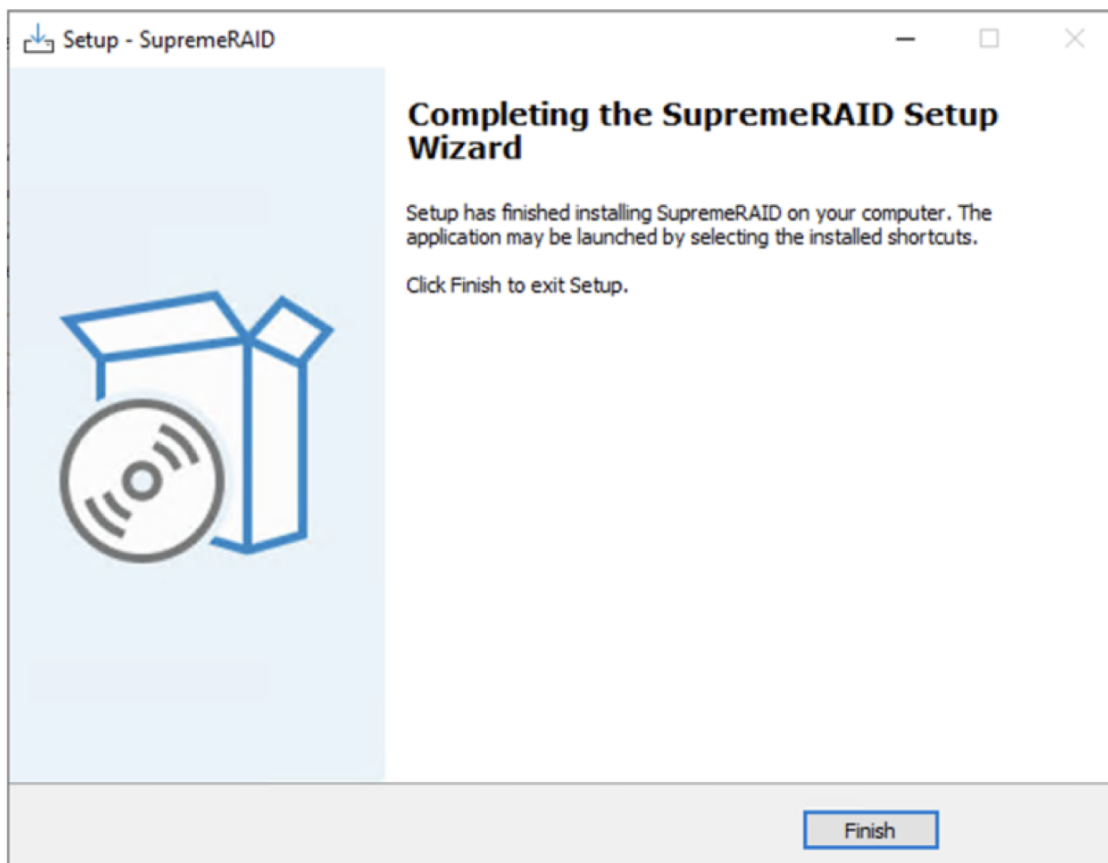 Setup - SupremeRAID
Completing the SupremeRAID Setup
Wizard
Setup has finished installing SupremeRAID on your computer. The
application may be launched by selecting the installed shortcuts.
Click Finish to exit Setup.
Finish